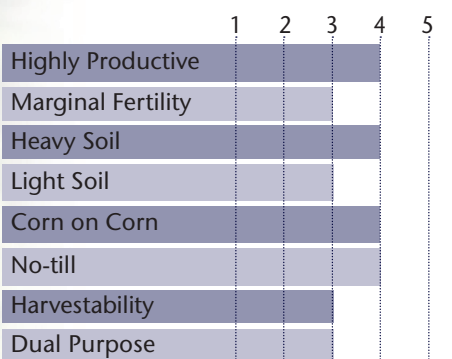 1 2 3 4 5
Highly Productive
Marginal Fertility
Heavy Soil
Light Soil
Corn on Corn
No-till
Harvestability
Dual Purpose